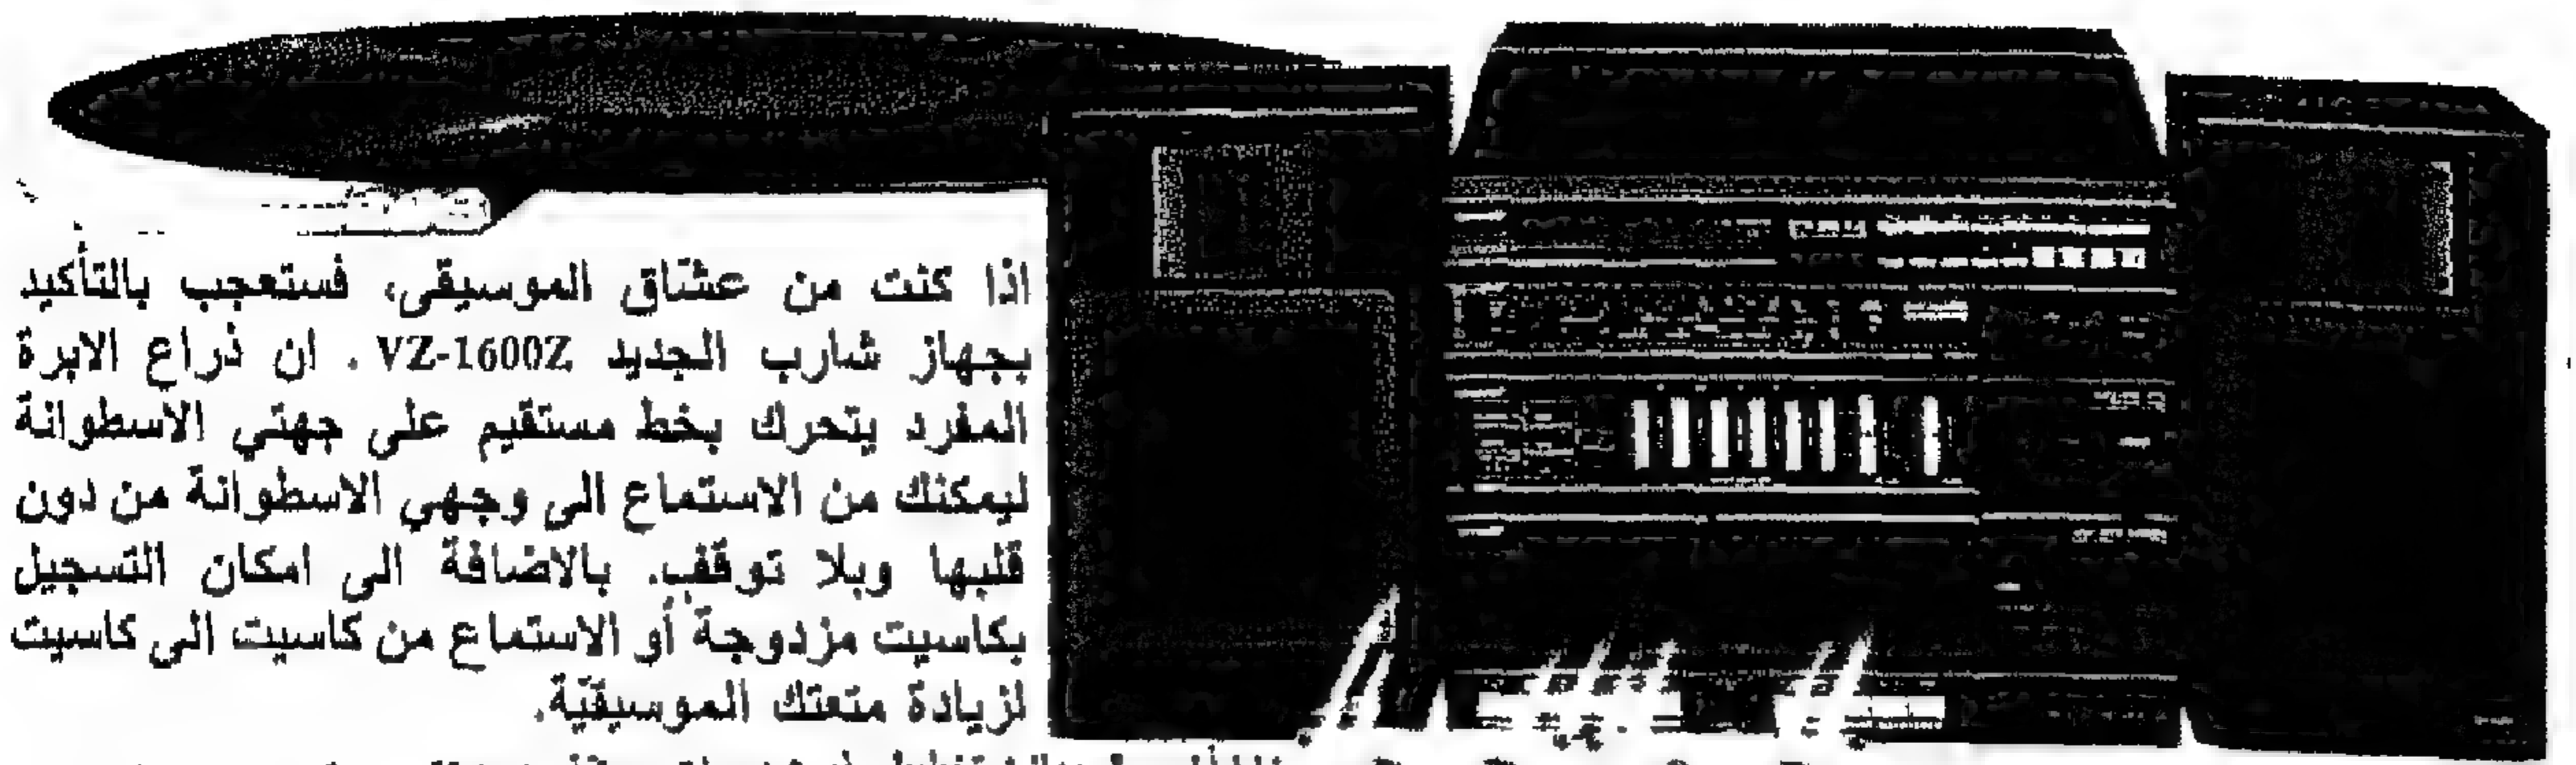 اذا كنت من عشاق الموسيقى، فستعجب بالتأكيد
بجهاز شارب الجديد VZ-1600Z . ان ذراع الابرة
المفرد يتحرك بخط مستقيم على جهتي الاسطوانة
ليمكنك من الاستماع الى وجهي الاسطوانة من دون
قلبها وبلا توقف. بالاضافة الى امكان التسجيل
بكاسيت مزدوجة أو الاستماع من كاسيت الى كاسيت
لزيادة متعتك الموسيقيّة.